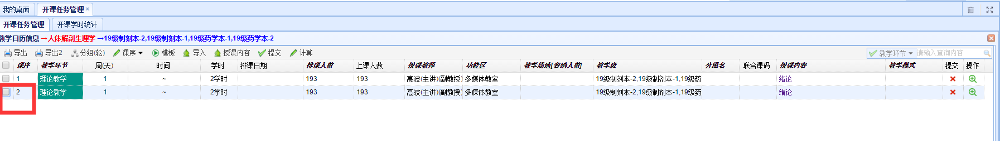 我的桌面 开课任务管理
开课任务管理 开课学时统计
教学日历信息→人体解剖生理学→19级制剂本-2,19级制剂本-1,19级药学本-1,19级药学本-2
导出 导出2 分组(轮) 课序 模板 导入 授课内容 提交 计算 教学环节 请输入查询内容
课序 教学环节 周(天) 时间 学时 排课日期 排课人数 上课人数 授课教师 功能区 教学场地[容纳人数] 教学班 分组名 联合课码 授课内容 教学模式 提交 操作
1 理论教学 1 ~ 2学时 193 193 高波(主讲)(副教授) 多媒体教室 19级制剂本-2,19级制剂本-1,19级药 绪论
2 理论教学 1 ~ 2学时 193 193 高波(主讲)(副教授) 多媒体教室 19级制剂本-2,19级制剂本-1,19级药 绪论